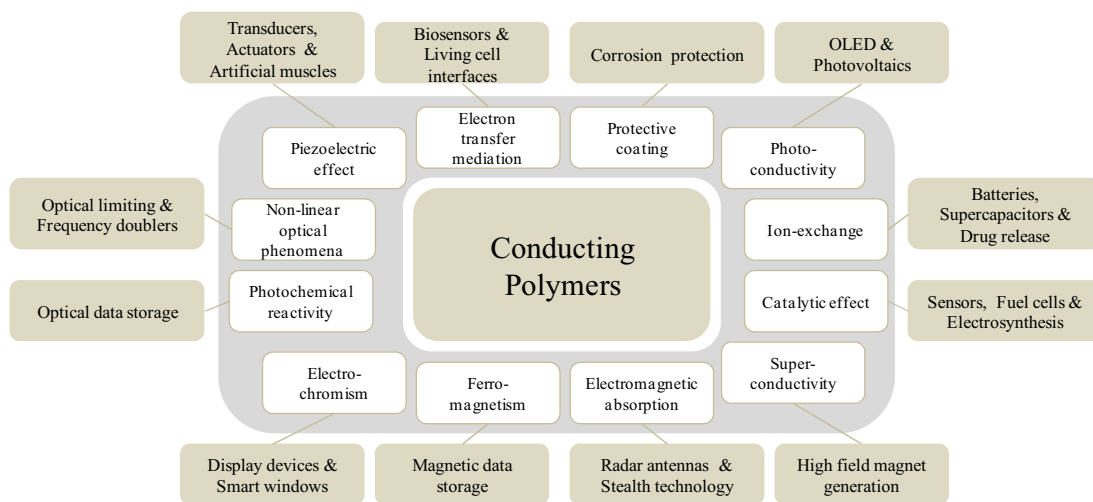 Transducers,
Actuators &
Artificial muscles
Biosensors &
Living cell
interfaces
Corrosion protection
OLED &
Photovoltaics
Piezoelectric
effect
Electron
transfer
mediation
Protective
coating
Photo-
conductivity
Optical limiting &
Frequency doublers
Non-linear
optical
phenomena
Conducting
Polymers
Ion-exchange
Batteries,
Supercapacitors &
Drug release
Optical data storage
Photochemical
reactivity
Catalytic effect
Sensors, Fuel cells &
Electrosynthesis
Electro-
chromism
Ferro-
magnetism
Electromagnetic
absorption
Super-
conductivity
Display devices &
Smart windows
Magnetic data
storage
Radar antennas &
Stealth technology
High field magnet
generation